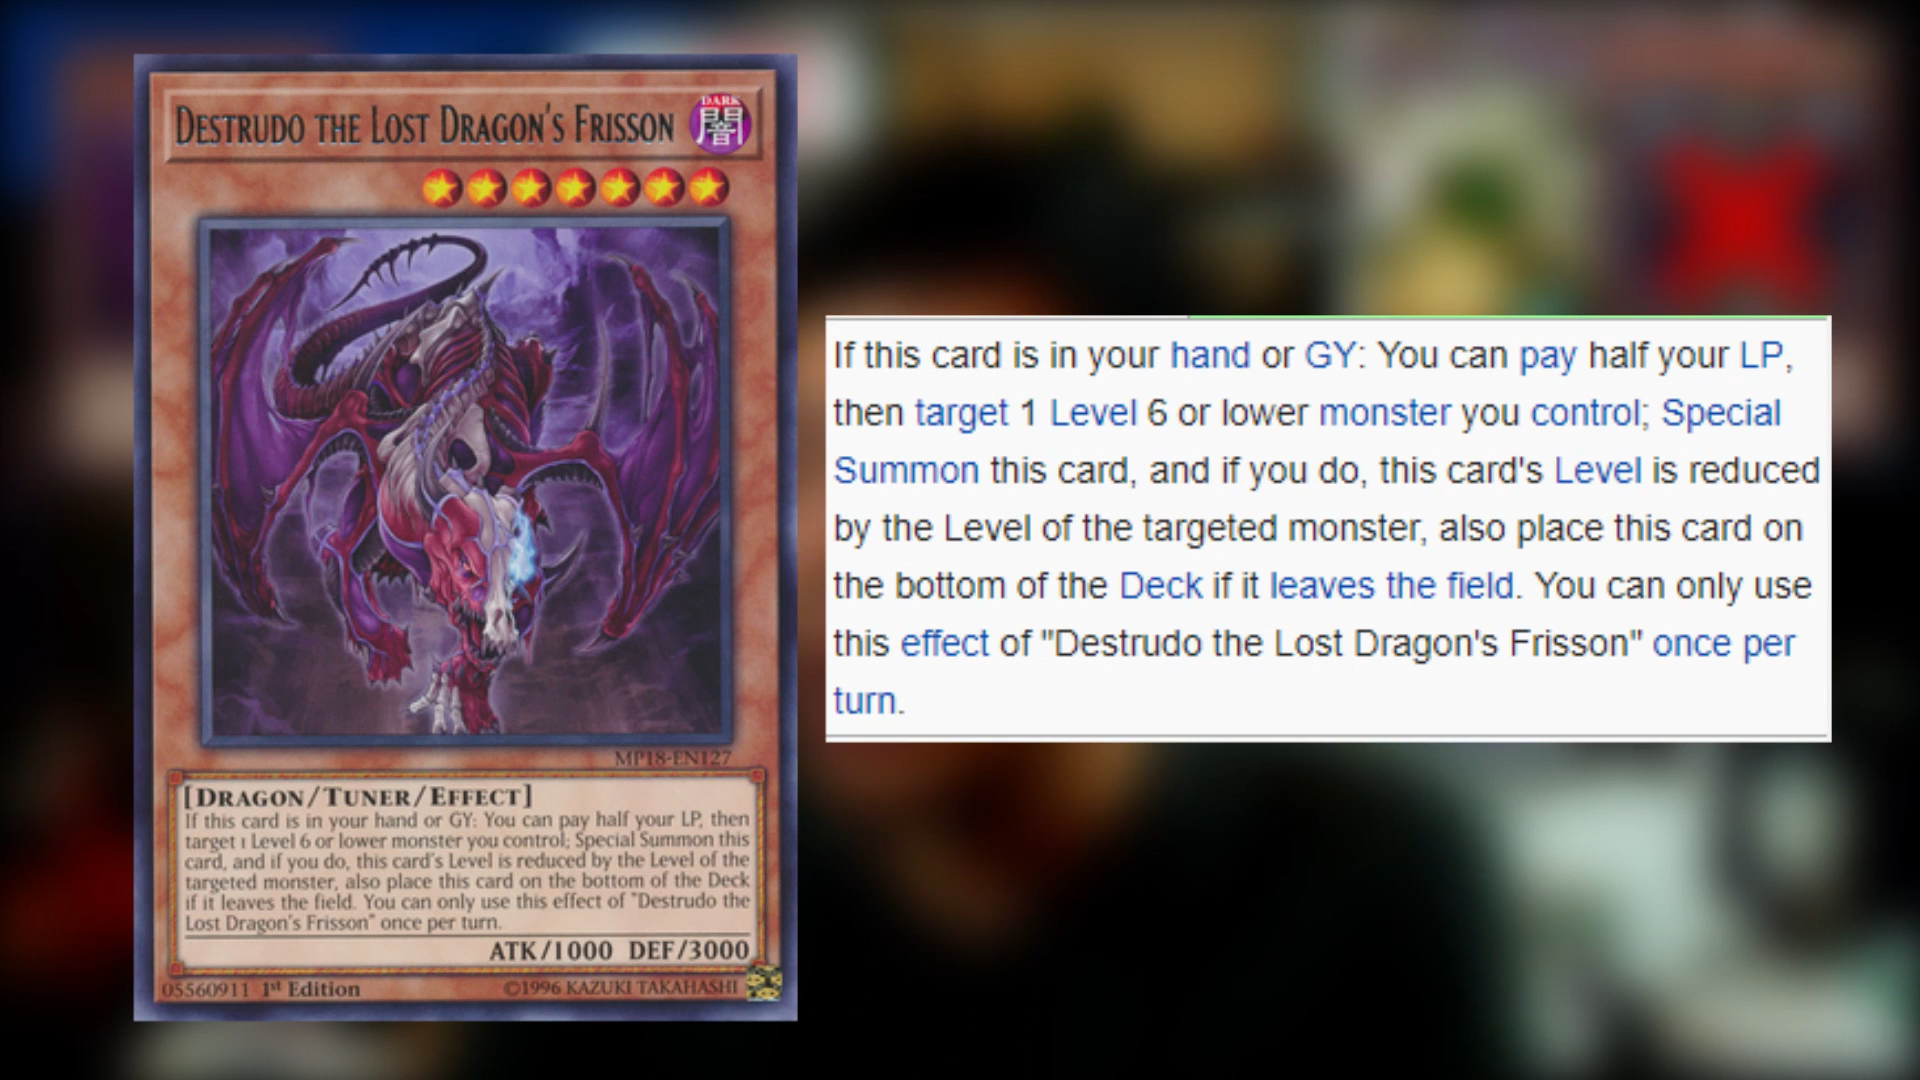 DESTRUDO THE LOST DRAGON'S FRISSON
DARK
闇
MP18-EN127
[DRAGON/TUNER/EFFECT]
If this card is in your hand or GY: You can pay half your LP, then
target 1 Level 6 or lower monster you control; Special Summon this
card, and if you do, this card's Level is reduced by the Level of the
targeted monster, also place this card on the bottom of the Deck
if it leaves the field. You can only use this effect of "Destrudo the
Lost Dragon's Frisson" once per turn.
ATK/1000 DEF/3000
05560911 1st Edition
©1996 KAZUKI TAKAHASHI
If this card is in your hand or GY: You can pay half your LP,
then target 1 Level 6 or lower monster you control; Special
Summon this card, and if you do, this card's Level is reduced
by the Level of the targeted monster, also place this card on
the bottom of the Deck if it leaves the field. You can only use
this effect of "Destrudo the Lost Dragon's Frisson" once per
turn.